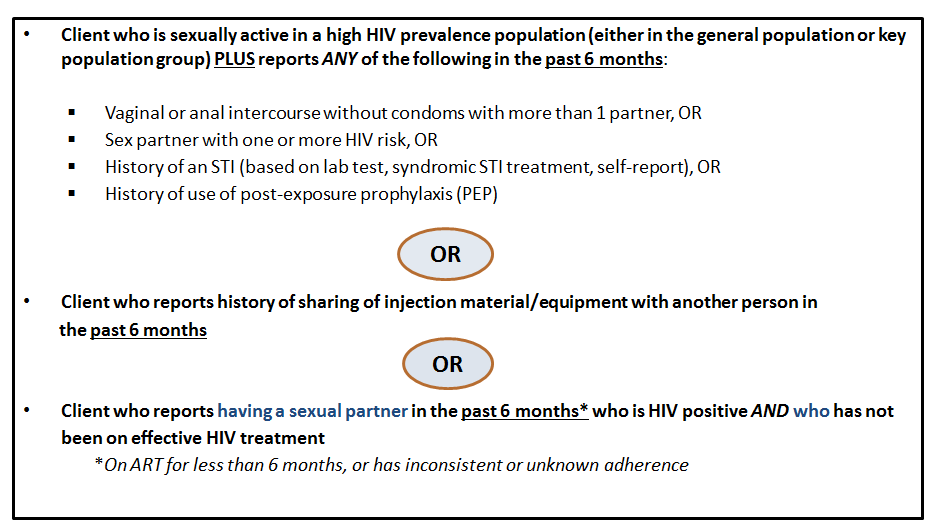 • Client who is sexually active in a high HIV prevalence population (either in the general population or key
population group) PLUS reports ANY of the following in the past 6 months:
▪ Vaginal or anal intercourse without condoms with more than 1 partner, OR
▪ Sex partner with one or more HIV risk, OR
▪ History of an STI (based on lab test, syndromic STI treatment, self-report), OR
▪ History of use of post-exposure prophylaxis (PEP)
OR
• Client who reports history of sharing of injection material/equipment with another person in
the past 6 months
OR
• Client who reports having a sexual partner in the past 6 months* who is HIV positive AND who has not
been on effective HIV treatment
*On ART for less than 6 months, or has inconsistent or unknown adherence